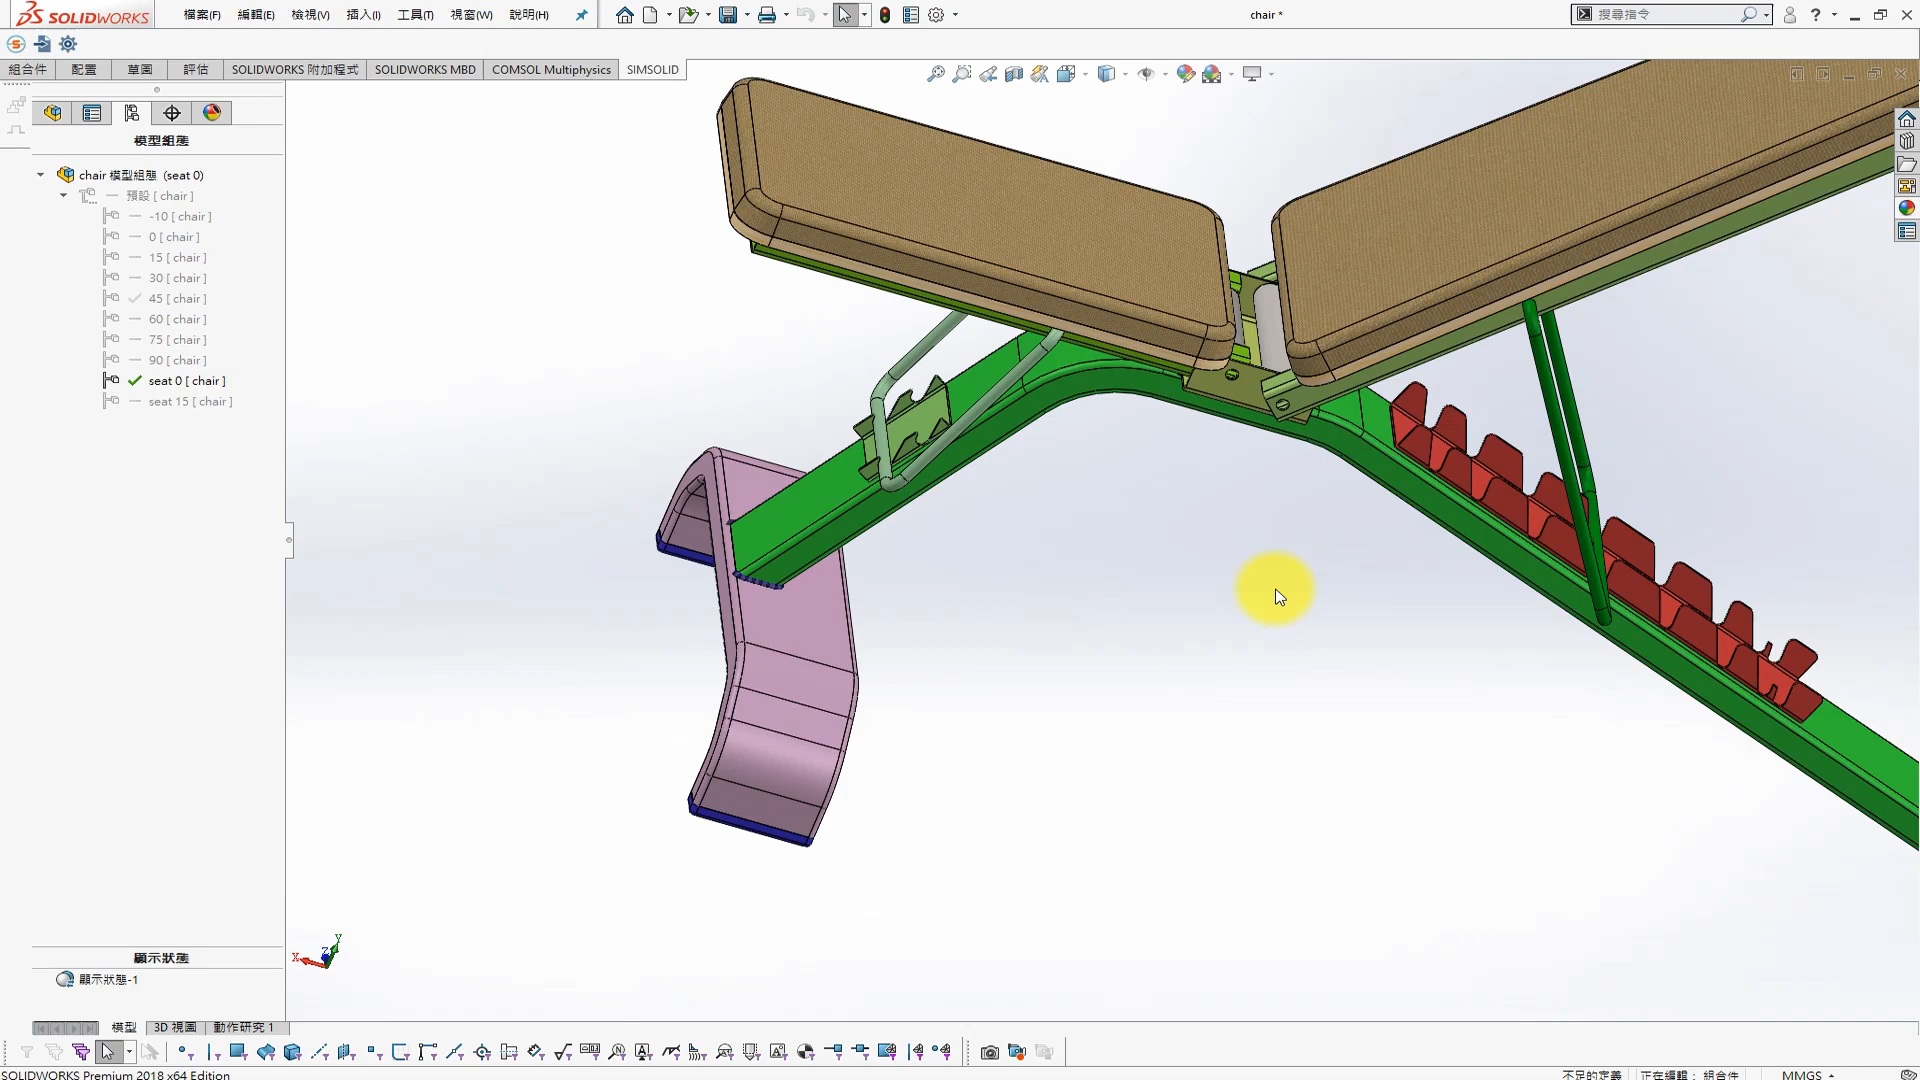 SOLIDWORKS 檔案(F) 編輯(E) 檢視(V) 插入(I) 工具(T) 視窗(W) 說明(H) chair * 搜尋指令
組合件 配置 草圖 評估 SOLIDWORKS 附加程式 SOLIDWORKS MBD COMSOL Multiphysics SIMSOLID
模型組態
chair 模型組態 (seat 0)
預設 [ chair ]
-10 [ chair ]
0 [ chair ]
15 [ chair ]
30 [ chair ]
45 [ chair ]
60 [ chair ]
75 [ chair ]
90 [ chair ]
seat 0 [ chair ]
seat 15 [ chair ]
Y
Z
X
顯示狀態
顯示狀態-1
模型 3D 視圖 動作研究 1
SOLIDWORKS Premium 2018 x64 Edition 不足的定義 正在編輯： 組合件 MMGS